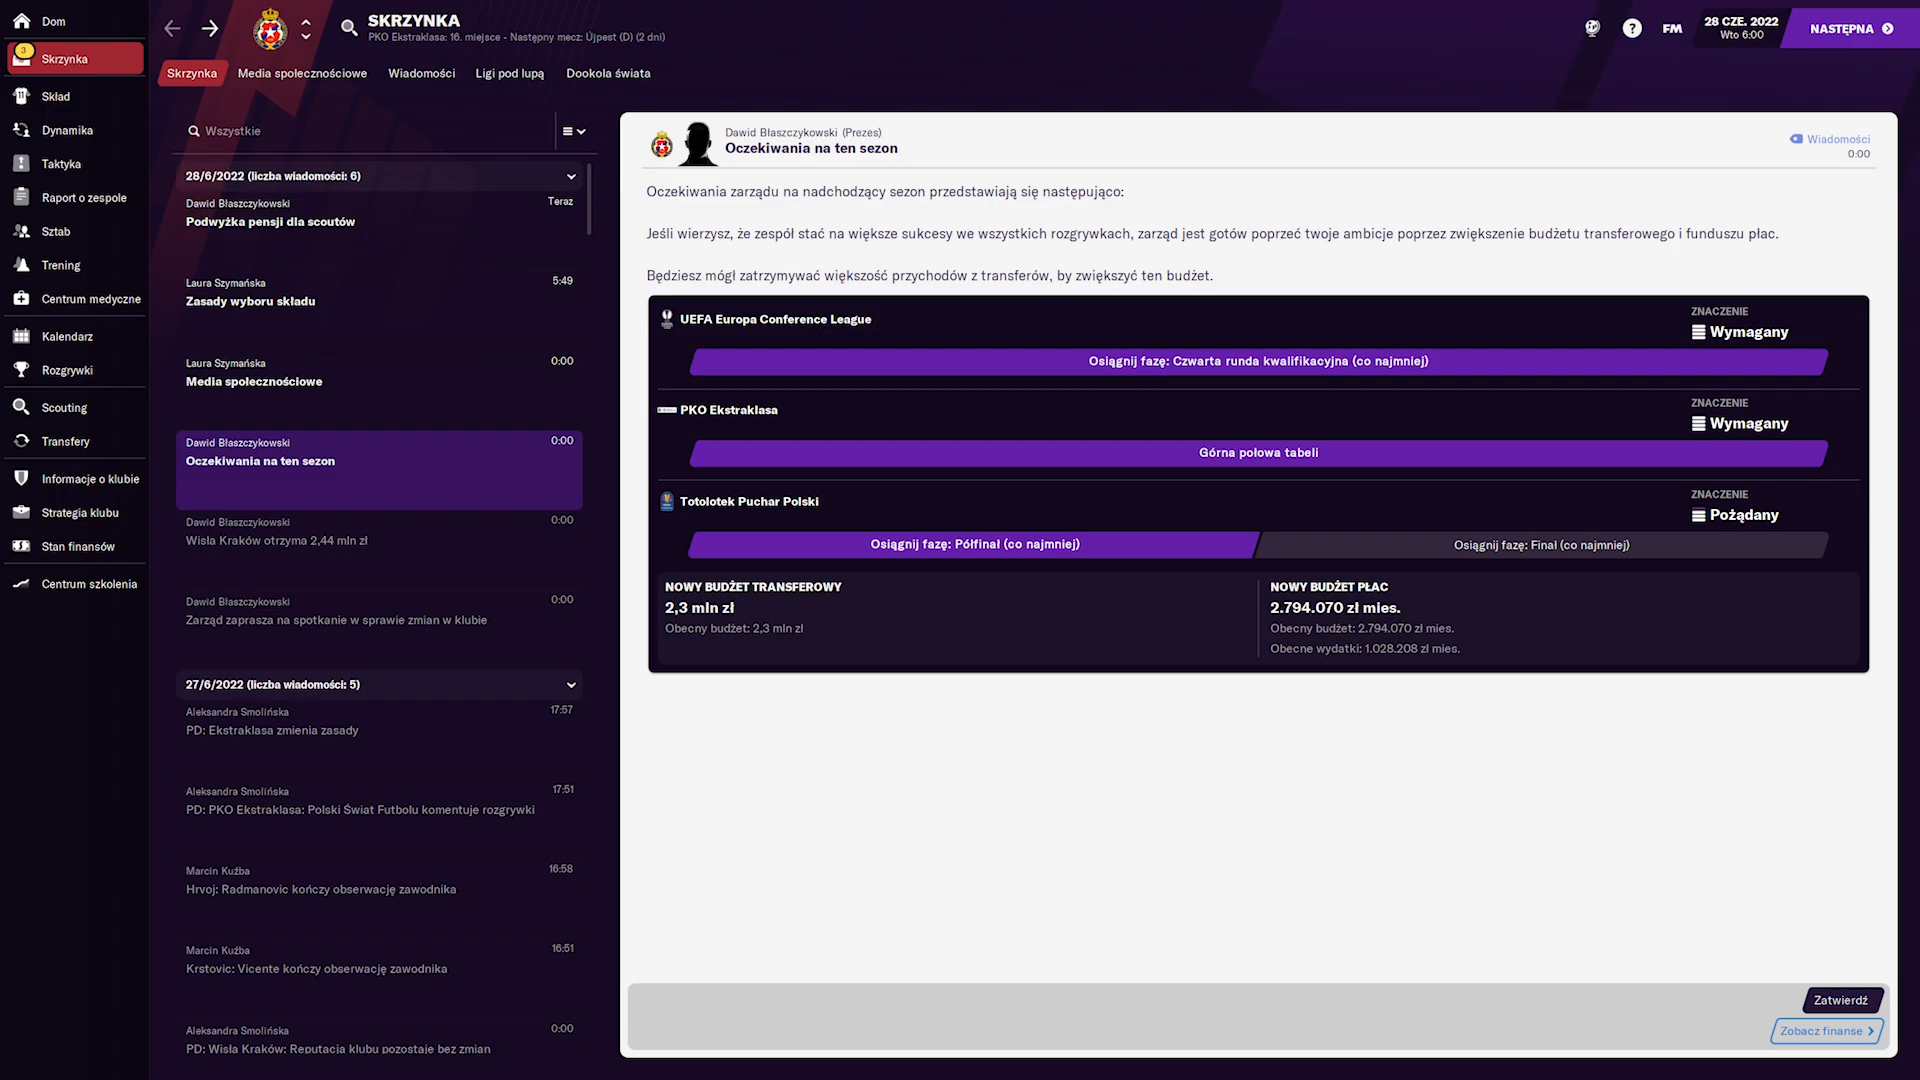 Dom
3
Skrzynka
Skład
Dynamika
Taktyka
Raport o zespole
Sztab
Trening
Centrum medyczne
Kalendarz
Rozgrywki
Scouting
Transfery
Informacje o klubie
Strategia klubu
Stan finansów
Centrum szkolenia
SKRZYNKA
PKO Ekstraklasa: 16. miejsce - Następny mecz: Újpest (D) (2 dni)
FM
28 CZE. 2022
Wto 6:00
NASTĘPNA
Skrzynka
Media społecznościowe
Wiadomości
Ligi pod lupą
Dookoła świata
Wszystkie
28/6/2022 (liczba wiadomości: 6)
Dawid Błaszczykowski
Teraz
Podwyżka pensji dla scoutów
Laura Szymańska
5:49
Zasady wyboru składu
Laura Szymańska
0:00
Media społecznościowe
Dawid Błaszczykowski
0:00
Oczekiwania na ten sezon
Dawid Błaszczykowski
0:00
Wisła Kraków otrzyma 2,44 mln zł
Dawid Błaszczykowski
0:00
Zarząd zaprasza na spotkanie w sprawie zmian w klubie
27/6/2022 (liczba wiadomości: 5)
Aleksandra Smolińska
17:57
PD: Ekstraklasa zmienia zasady
Aleksandra Smolińska
17:51
PD: PKO Ekstraklasa: Polski Świat Futbolu komentuje rozgrywki
Marcin Kuźba
16:58
Hrvoj: Radmanovic kończy obserwację zawodnika
Marcin Kuźba
16:51
Krstovic: Vicente kończy obserwację zawodnika
Aleksandra Smolińska
0:00
PD: Wisła Kraków: Reputacja klubu pozostaje bez zmian
Dawid Błaszczykowski (Prezes)
Oczekiwania na ten sezon
Wiadomości
0:00
Oczekiwania zarządu na nadchodzący sezon przedstawiają się następująco:
Jeśli wierzysz, że zespół stać na większe sukcesy we wszystkich rozgrywkach, zarząd jest gotów poprzeć twoje ambicje poprzez zwiększenie budżetu transferowego i funduszu płac.
Będziesz mógł zatrzymywać większość przychodów z transferów, by zwiększyć ten budżet.
UEFA Europa Conference League
ZNACZENIE
Wymagany
Osiągnij fazę: Czwarta runda kwalifikacyjna (co najmniej)
PKO Ekstraklasa
ZNACZENIE
Wymagany
Górna połowa tabeli
Totolotek Puchar Polski
ZNACZENIE
Pożądany
Osiągnij fazę: Półfinał (co najmniej)
Osiągnij fazę: Finał (co najmniej)
NOWY BUDŻET TRANSFEROWY
2,3 mln zł
Obecny budżet: 2,3 mln zł
NOWY BUDŻET PŁAC
2.794.070 zł mies.
Obecny budżet: 2.794.070 zł mies.
Obecne wydatki: 1.028.208 zł mies.
Zatwierdź
Zobacz finanse